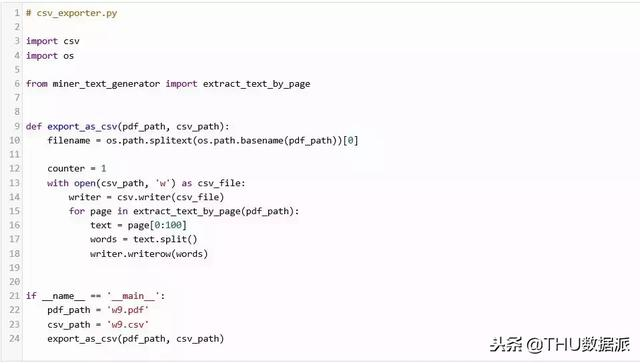 1 # csv_exporter.py
2
3 import csv
4 import os
5
6 from miner_text_generator import extract_text_by_page
7
8
9 def export_as_csv(pdf_path, csv_path):
10     filename = os.path.splitext(os.path.basename(pdf_path))[0]
11
12     counter = 1
13     with open(csv_path, 'w') as csv_file:
14         writer = csv.writer(csv_file)
15         for page in extract_text_by_page(pdf_path):
16             text = page[0:100]
17             words = text.split()
18             writer.writerow(words)
19
20
21 if __name__ == '__main__':
22     pdf_path = 'w9.pdf'
23     csv_path = 'w9.csv'
24     export_as_csv(pdf_path, csv_path)
头条 @THU数据派